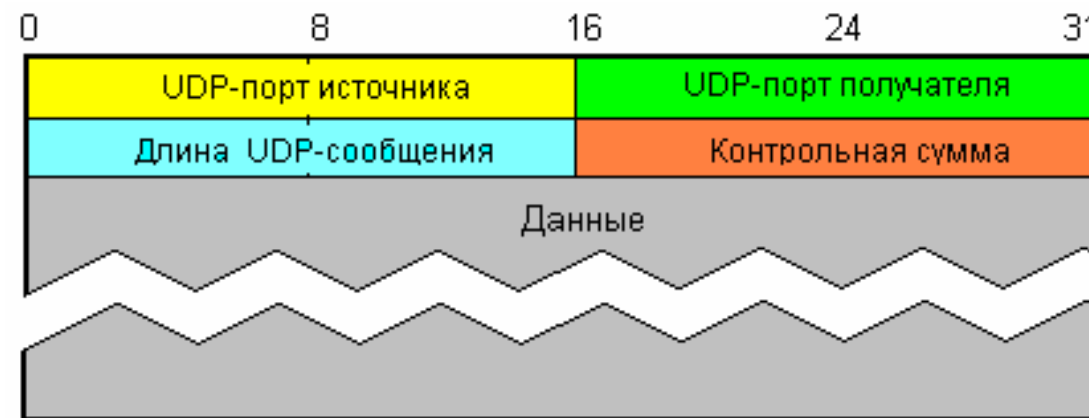 0 8 16 24 31
UDP-порт источника UDP-порт получателя
Длина UDP-сообщения Контрольная сумма
Данные